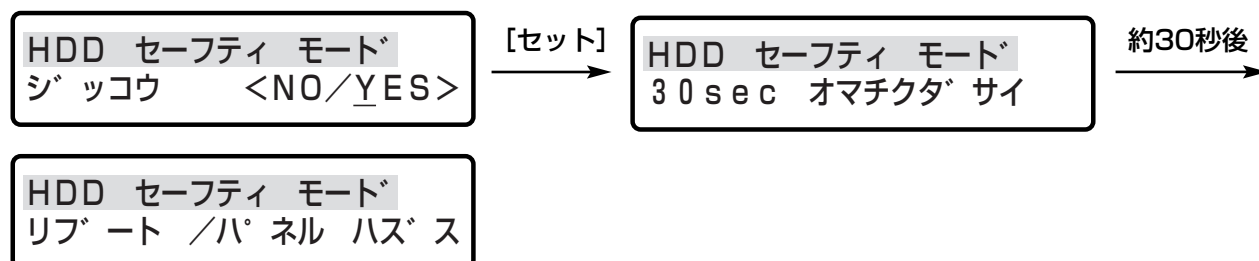 HDD セーフティ モード
ジッコウ <NO/YES>
[セット]
HDD セーフティ モード
30sec オマチクダサイ
約30秒後
HDD セーフティ モード
リブート /パネル ハズス